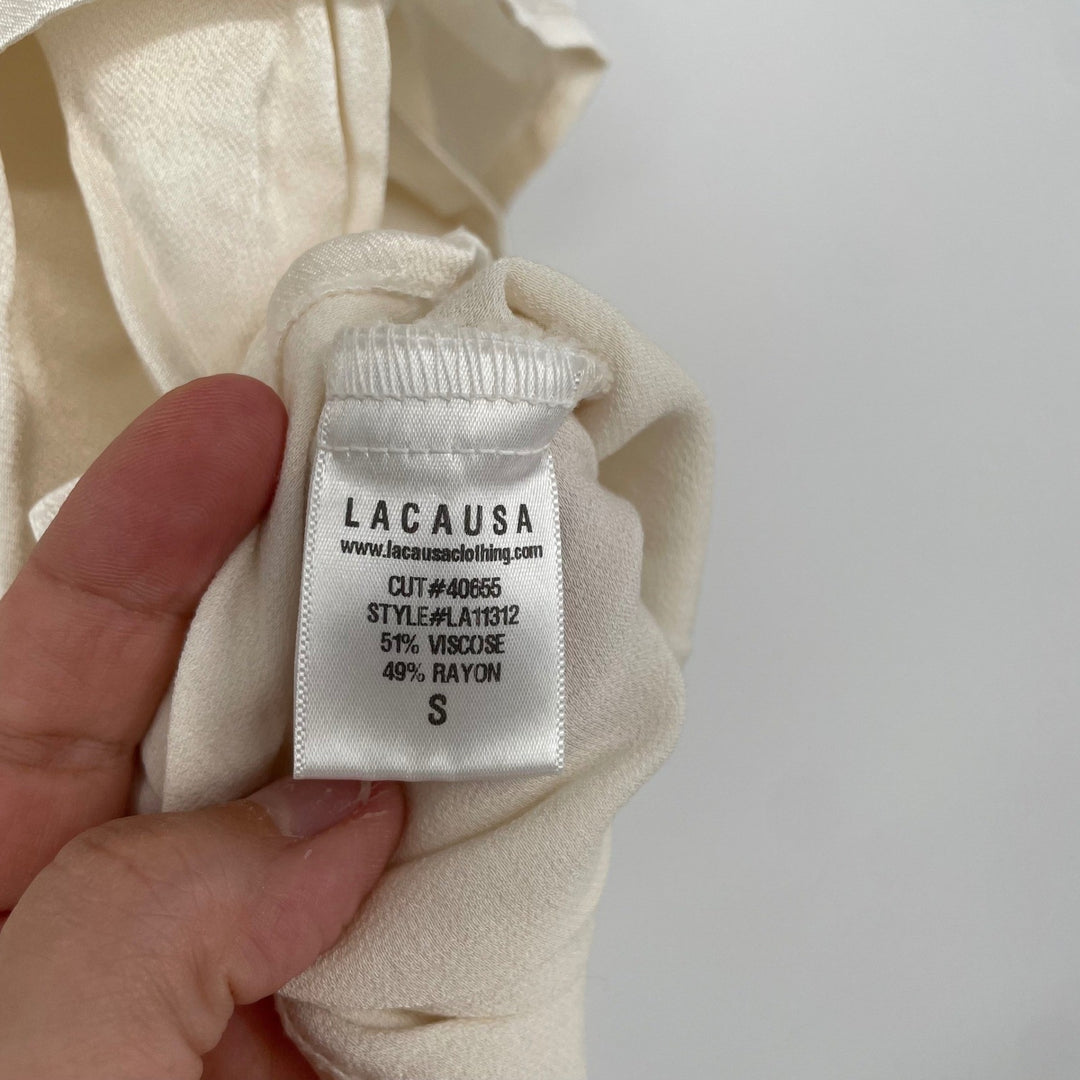 LACAUSA
www.lacausaclothing.com
CUT#40655
STYLE#LA11312
51% VISCOSE
49% RAYON
S